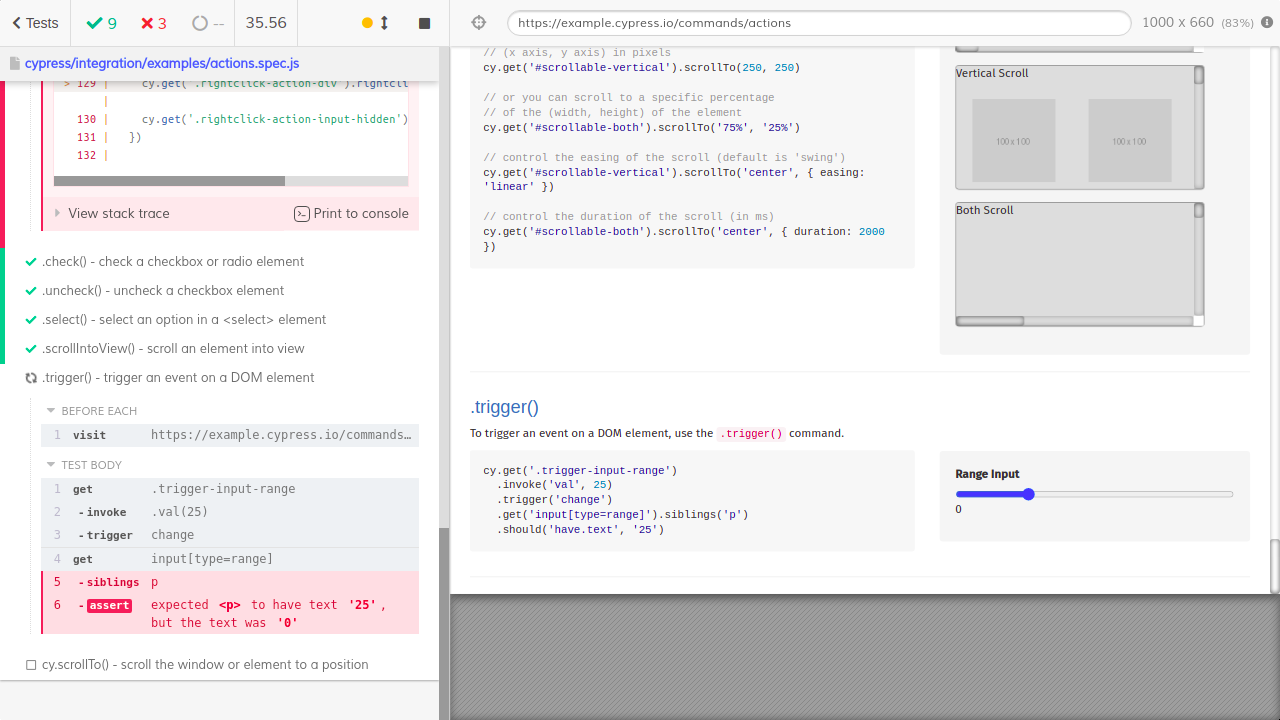 Tests
9
3
--
35.56
https://example.cypress.io/commands/actions
1000 x 660 (83%)
cypress/integration/examples/actions.spec.js
> 129 | cy.get('.rightclick-action-div').rightcli
|
130 | cy.get('.rightclick-action-input-hidden')
131 | })
132 |
View stack trace
Print to console
.check() - check a checkbox or radio element
.uncheck() - uncheck a checkbox element
.select() - select an option in a <select> element
.scrollIntoView() - scroll an element into view
.trigger() - trigger an event on a DOM element
BEFORE EACH
1 visit https://example.cypress.io/commands…
TEST BODY
1 get .trigger-input-range
2 - invoke .val(25)
3 - trigger change
4 get input[type=range]
5 - siblings p
6 - assert expected <p> to have text '25',
but the text was '0'
cy.scrollTo() - scroll the window or element to a position
// (x axis, y axis) in pixels
cy.get('#scrollable-vertical').scrollTo(250, 250)
// or you can scroll to a specific percentage
// of the (width, height) of the element
cy.get('#scrollable-both').scrollTo('75%', '25%')
// control the easing of the scroll (default is 'swing')
cy.get('#scrollable-vertical').scrollTo('center', { easing:
'linear' })
// control the duration of the scroll (in ms)
cy.get('#scrollable-both').scrollTo('center', { duration: 2000
})
Vertical Scroll
100 x 100
100 x 100
Both Scroll
.trigger()
To trigger an event on a DOM element, use the .trigger() command.
cy.get('.trigger-input-range')
.invoke('val', 25)
.trigger('change')
.get('input[type=range]').siblings('p')
.should('have.text', '25')
Range Input
0